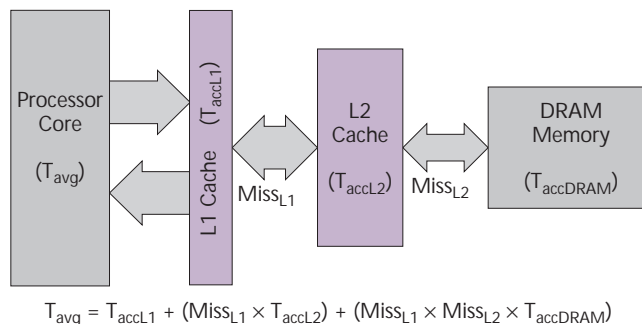 Processor
Core
(Tavg)
L1 Cache (TaccL1)
MissL1
L2
Cache
(TaccL2)
MissL2
DRAM
Memory
(TaccDRAM)
Tavg = TaccL1 + (MissL1 × TaccL2) + (MissL1 × MissL2 × TaccDRAM)